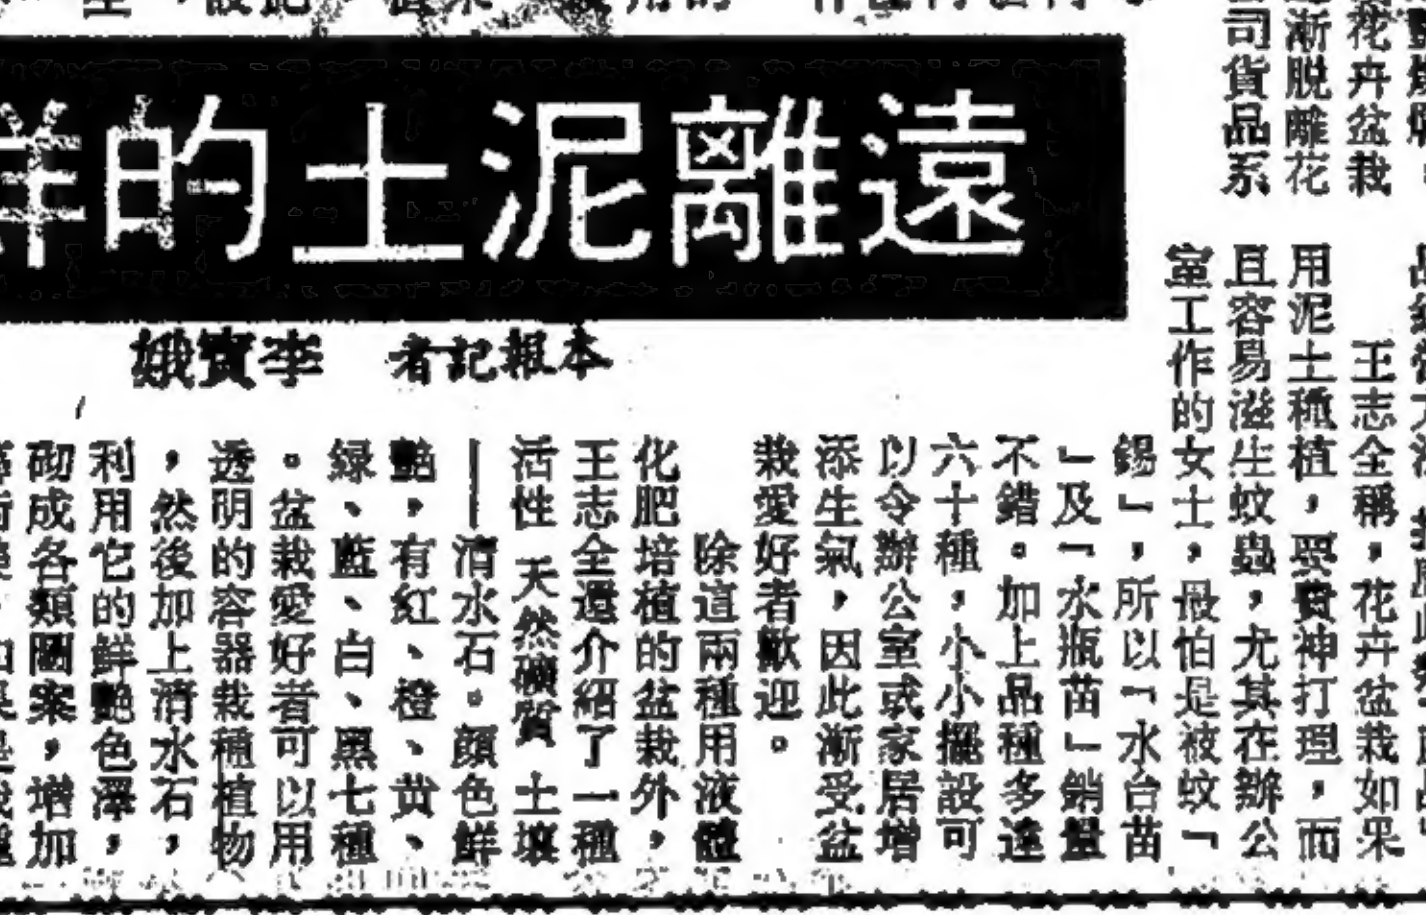 遠離泥土的
本報記者 李寶娥
花卉盆栽
漸脫離花
司貨品系
王志全稱，花卉盆栽如果
用泥土種植，要費神打理，而
且容易滋生蚊蟲，尤其在辦公
室工作的女士，最怕是被蚊「
錫」，所以「水台苗
」及「水瓶苗」銷量
不錯。加上品種多達
六十種，小小擺設可
以令辦公室或家居增
添生氣，因此漸受盆
栽愛好者歡迎。
除這兩種用液體
化肥培植的盆栽外，
王志全還介紹了一種
活性天然礦質土壤
——清水石。顏色鮮
艷，有紅、橙、黃、
綠、藍、白、黑七種
。盆栽愛好者可以用
透明的容器栽種植物
，然後加上清水石，
利用它的鮮艷色澤，
砌成各類圖案，增加